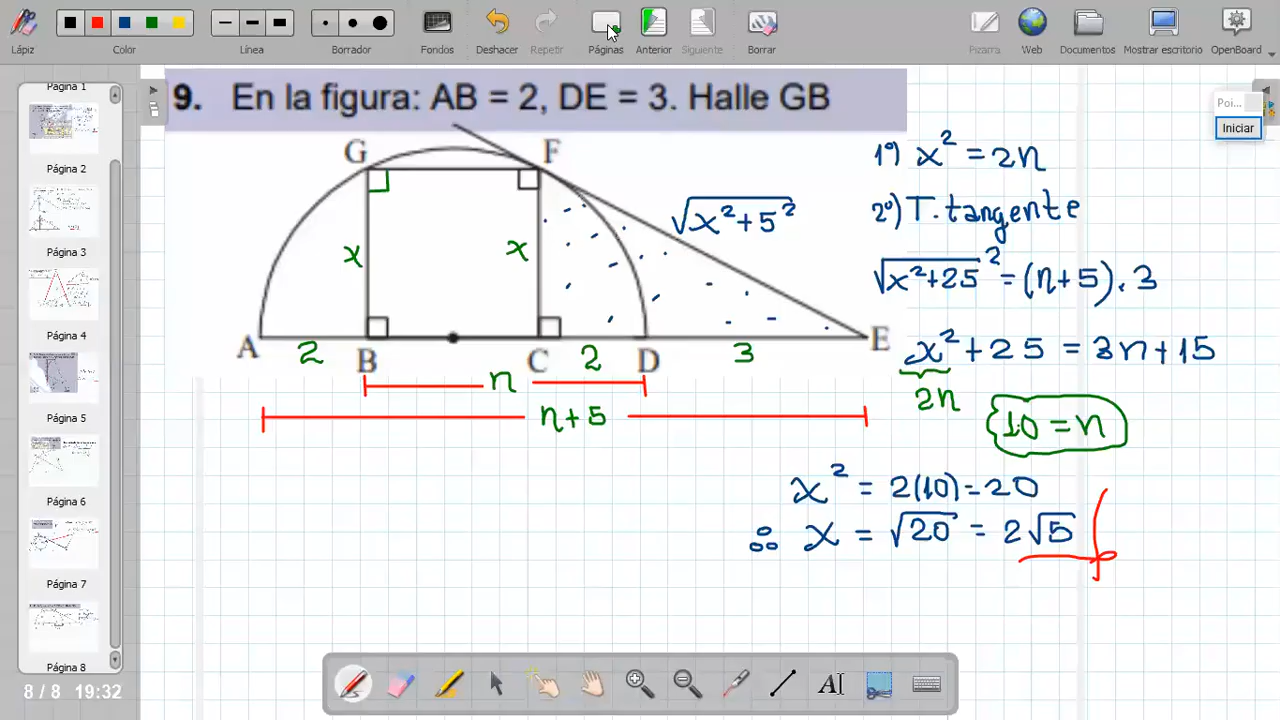 Lápiz
Color
Línea
Borrador
Fondos
Deshacer
Repetir
Páginas
Anterior
Siguiente
Borrar
Pizarra
Web
Documentos
Mostrar escritorio
OpenBoard
Página 1
Página 2
Página 3
Página 4
Página 5
Página 6
Página 7
Página 8
8 / 8 19:32
Poi...
Iniciar
9. En la figura: AB = 2, DE = 3. Halle GB
G
F
A
B
C
D
E
x
x
√x²+5²
2
2
3
n
n+5
1º) x² = 2n
2º) T. tangente
√x²+25² = (n+5).3
x² + 25 = 3n+15
2n
10 = n
x² = 2(10) = 20
∴ x = √20 = 2√5